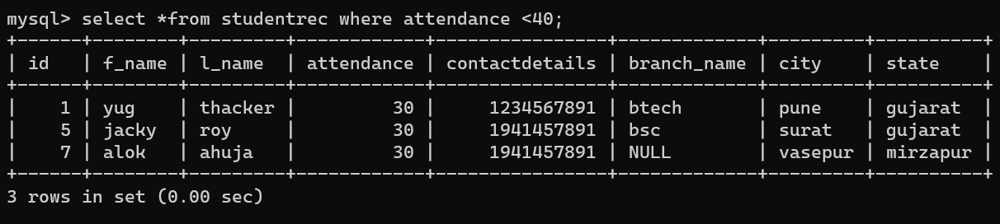 mysql> select *from studentrec where attendance <40;
+------+--------+---------+------------+----------------+-------------+---------+----------+
| id   | f_name | l_name  | attendance | contactdetails | branch_name | city    | state    |
+------+--------+---------+------------+----------------+-------------+---------+----------+
|    1 | yug    | thacker |         30 |     1234567891 | btech       | pune    | gujarat  |
|    5 | jacky  | roy     |         30 |     1941457891 | bsc         | surat   | gujarat  |
|    7 | alok   | ahuja   |         30 |     1941457891 | NULL        | vasepur | mirzapur |
+------+--------+---------+------------+----------------+-------------+---------+----------+
3 rows in set (0.00 sec)